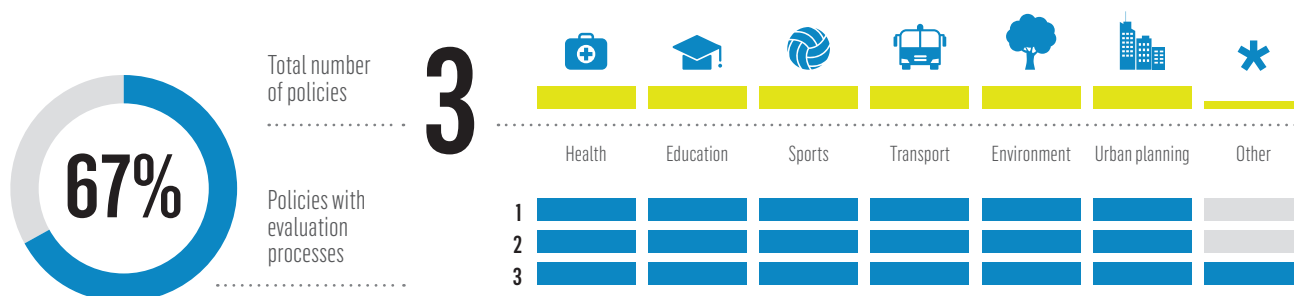 67%
Total number
of policies
3
Policies with
evaluation
processes
Health Education Sports Transport Environment Urban planning Other
1
2
3